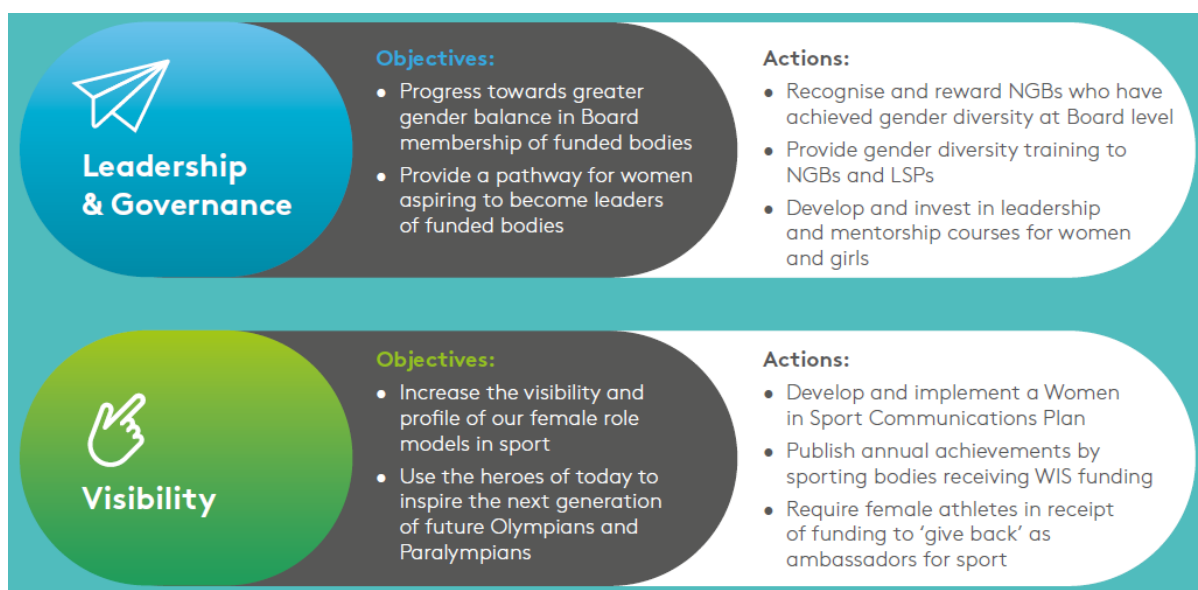 Leadership
& Governance
Objectives:
• Progress towards greater
gender balance in Board
membership of funded bodies
• Provide a pathway for women
aspiring to become leaders
of funded bodies
Actions:
• Recognise and reward NGBs who have
achieved gender diversity at Board level
• Provide gender diversity training to
NGBs and LSPs
• Develop and invest in leadership
and mentorship courses for women
and girls
Visibility
Objectives:
• Increase the visibility and
profile of our female role
models in sport
• Use the heroes of today to
inspire the next generation
of future Olympians and
Paralympians
Actions:
• Develop and implement a Women
in Sport Communications Plan
• Publish annual achievements by
sporting bodies receiving WIS funding
• Require female athletes in receipt
of funding to ‘give back’ as
ambassadors for sport